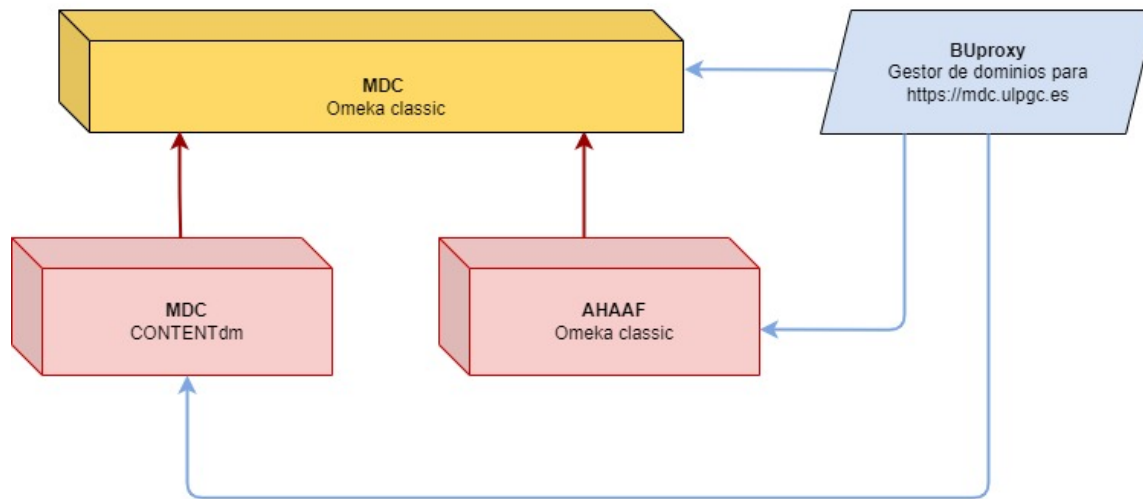 MDC
Omeka classic
BUproxy
Gestor de dominios para
https://mdc.ulpgc.es
MDC
CONTENTdm
AHAAF
Omeka classic